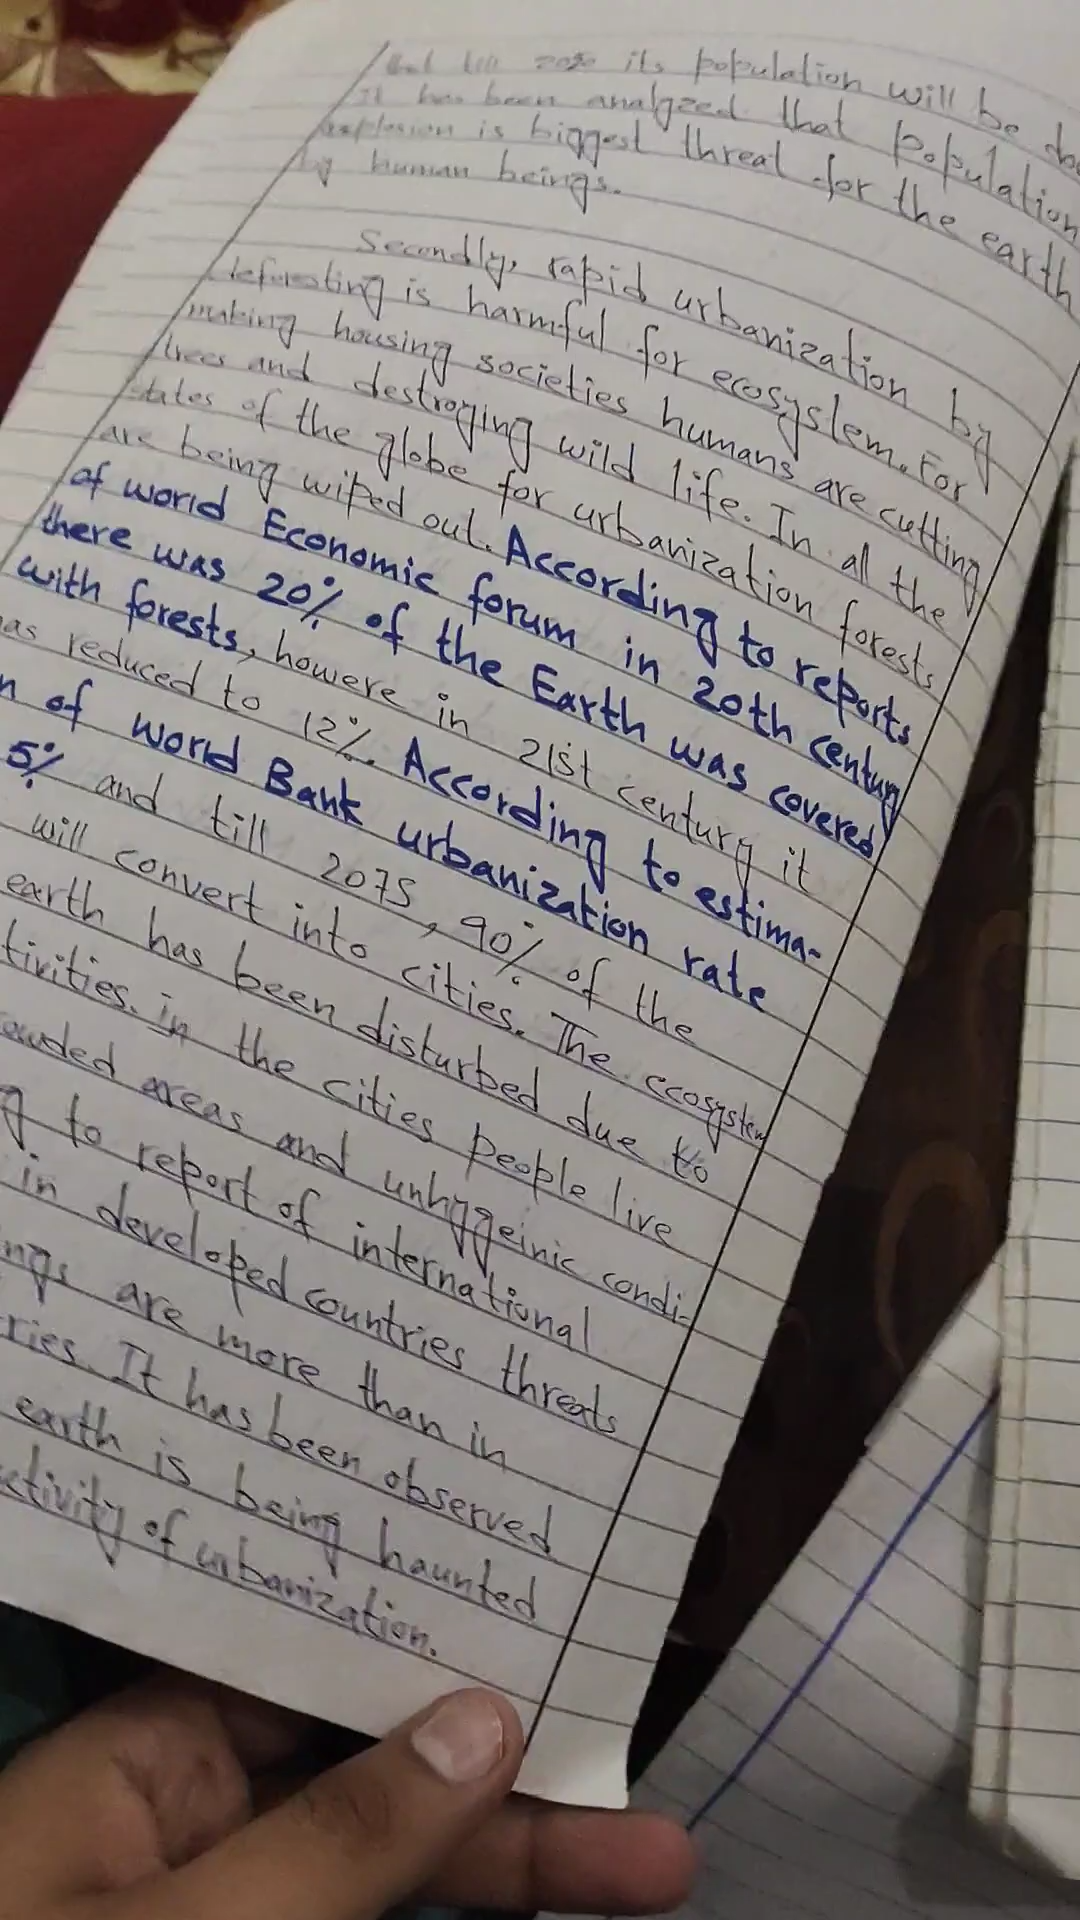 its population will be
It has been analyzed that population
explosion is biggest threat for the earth
by human beings.
Secondly, rapid urbanization by
deforesting is harmful for ecosystem. For
making housing societies humans are cutting
trees and destroying wild life. In all the
states of the globe for urbanization forests
are being wiped out. According to reports
of world Economic forum in 20th century
there was 20% of the Earth was covered
with forests, howere in 21st century it
as reduced to 12%. According to estima-
n of world Bank urbanization rate
5% and till 2075, 90% of the
will convert into cities. The ecosystem
earth has been disturbed due to
tivities. in the cities people live
areas and unhyggeinic condi-
g to report of international
in developed countries threats
ngs are more than in
ries. It has been observed
earth is being haunted
ctivity of urbanization.